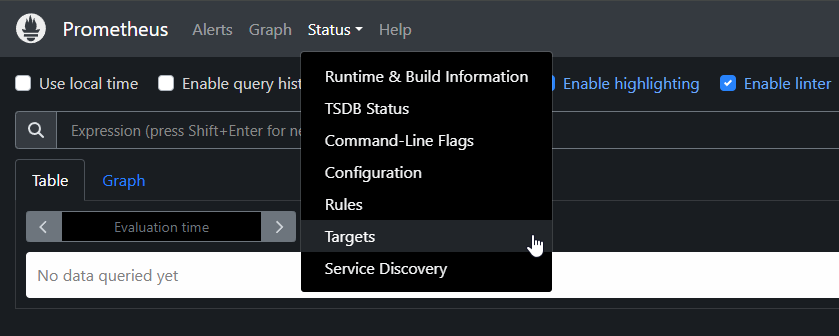 Prometheus Alerts Graph Status Help
Runtime & Build Information
TSDB Status
Command-Line Flags
Configuration
Rules
Targets
Service Discovery
Use local time Enable query hist Enable highlighting Enable linter
Expression (press Shift+Enter for ne
Table Graph
Evaluation time
No data queried yet